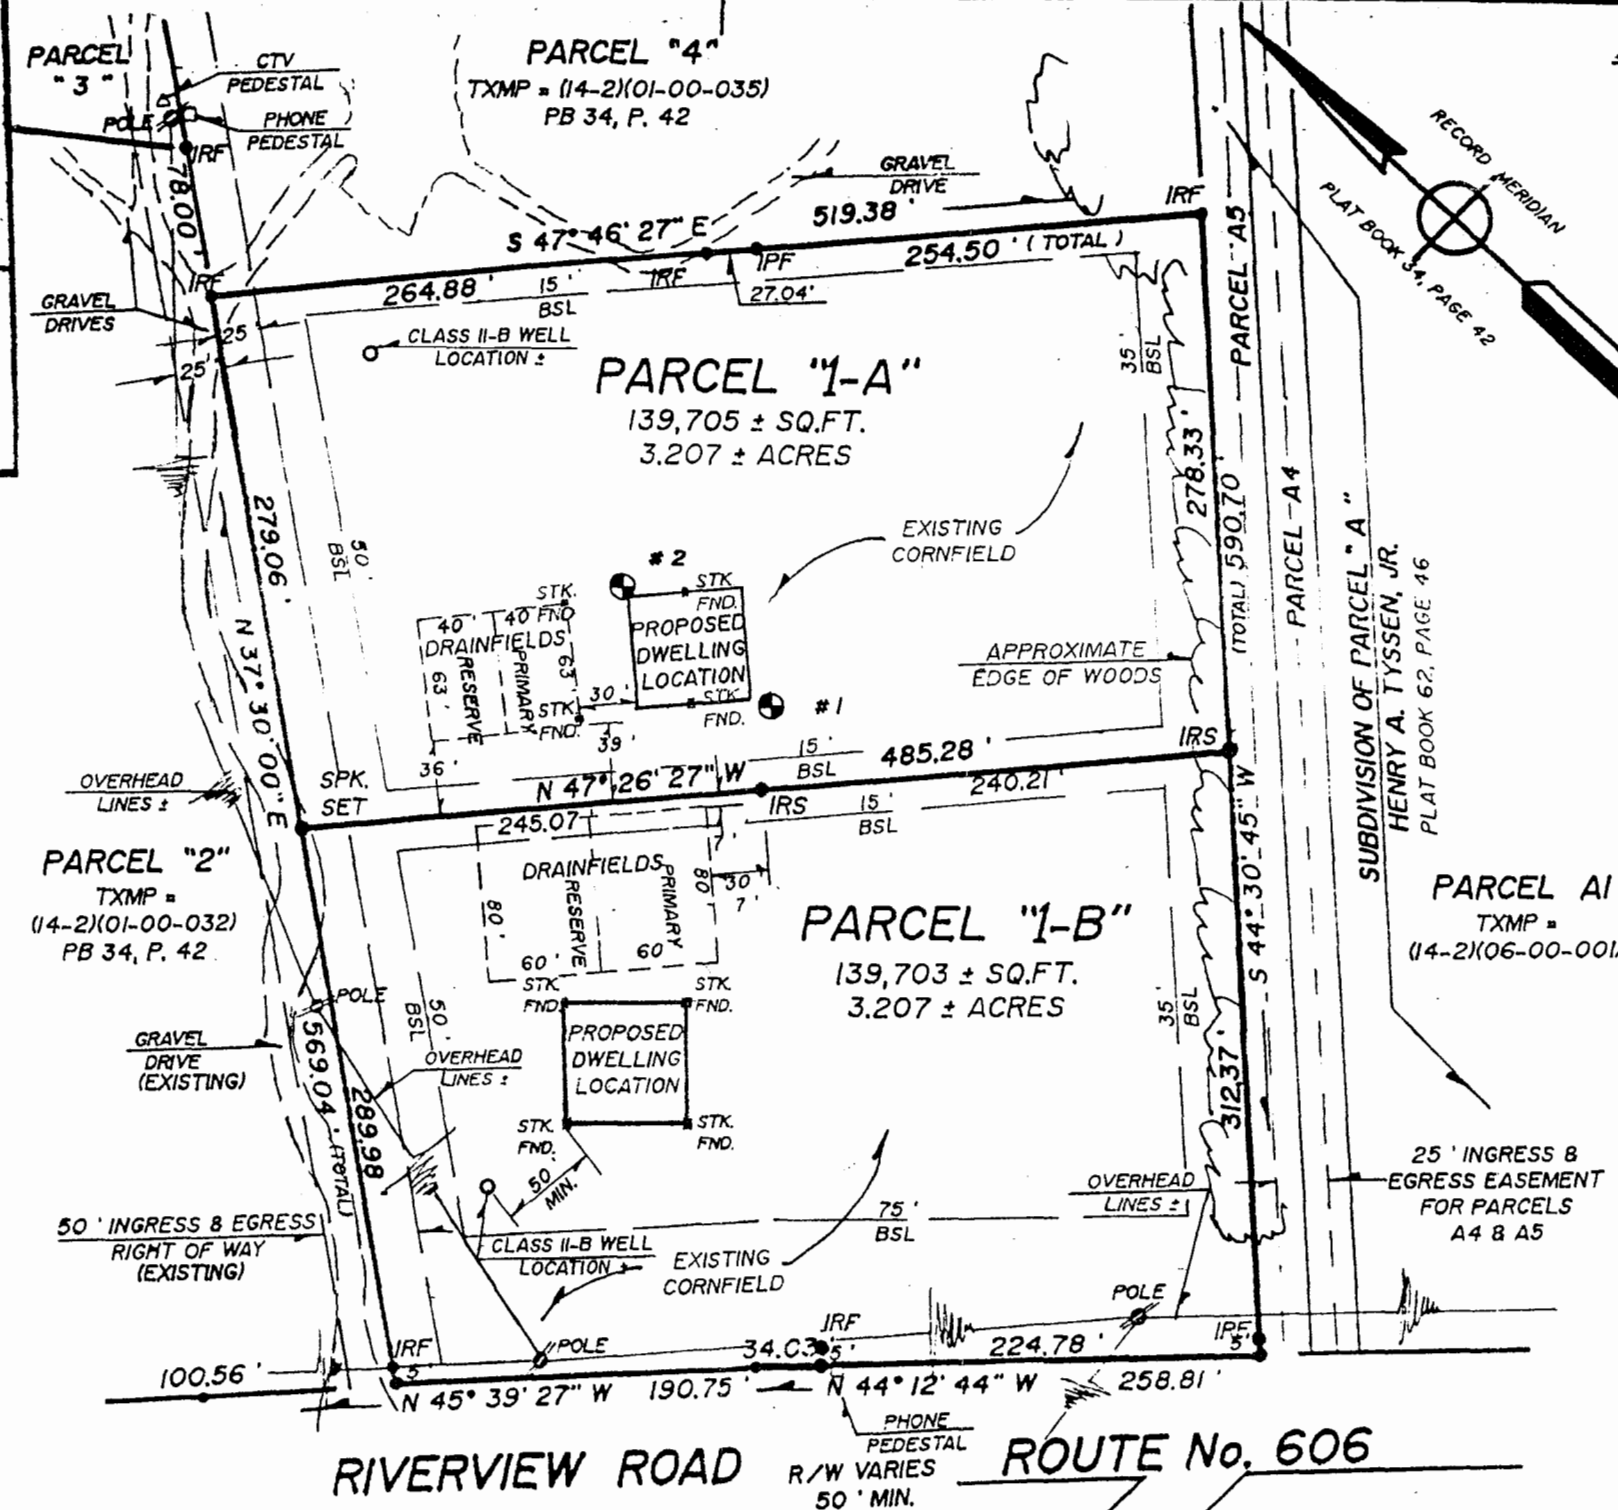 PARCEL
"3"
CTV
PEDESTAL
POLE
PHONE
PEDESTAL
IRF
78.00'
PARCEL "4"
TXMP = (14-2)(01-00-035)
PB 34, P. 42
GRAVEL
DRIVE
519.38'
IRF
S 47° 46' 27" E
IRF
IPF
254.50 ' (TOTAL)
IRF
264.88'
15'
BSL
27.04'
GRAVEL
DRIVES
25'
25'
CLASS II-B WELL
LOCATION ±
PARCEL "1-A"
139,705 ± SQ.FT.
3.207 ± ACRES
35'
BSL
PARCEL A5
RECORD MERIDIAN
PLAT BOOK 34, PAGE 42
278.33'
(TOTAL) 590.70'
PARCEL A4
279.06'
50'
BSL
EXISTING
CORNFIELD
#2
STK.
FND.
STK.
FND.
40'
40'
DRAINFIELDS
RESERVE
PRIMARY
63'
63'
PROPOSED
DWELLING
LOCATION
30'
STK.
FND.
STK.
FND.
#1
39'
36'
APPROXIMATE
EDGE OF WOODS
N 37° 30' 00" E
SUBDIVISION OF PARCEL "A"
HENRY A. TYSSEN, JR.
PLAT BOOK 62, PAGE 46
OVERHEAD
LINES ±
SPK.
SET
N 47° 26' 27" W
15'
BSL
485.28'
IRS
IRS
15'
BSL
240.21'
245.07'
PARCEL "2"
TXMP =
(14-2)(01-00-032)
PB 34, P. 42
DRAINFIELDS
RESERVE
PRIMARY
80'
80'
7'
30'
7'
60'
60'
PARCEL "1-B"
139,703 ± SQ.FT.
3.207 ± ACRES
S 44° 30' 45" W
PARCEL A1
TXMP =
(14-2)(06-00-001
STK.
FND.
STK.
FND.
POLE
50'
BSL
35'
BSL
GRAVEL
DRIVE
(EXISTING)
OVERHEAD
LINES ±
PROPOSED
DWELLING
LOCATION
STK.
FND.
STK.
FND.
569.04 ' (TOTAL)
289.98
312.37'
50'
MIN.
OVERHEAD
LINES ±
25 ' INGRESS &
EGRESS EASEMENT
FOR PARCELS
A4 & A5
50 ' INGRESS & EGRESS
RIGHT OF WAY
(EXISTING)
75'
BSL
CLASS II-B WELL
LOCATION ±
EXISTING
CORNFIELD
POLE
IRF
5'
POLE
34.03
IRF
5'
224.78'
IRF
5'
100.56'
N 45° 39' 27" W
190.75'
N 44° 12' 44" W
258.81'
PHONE
PEDESTAL
RIVERVIEW ROAD
R/W VARIES
50 ' MIN.
ROUTE No. 606